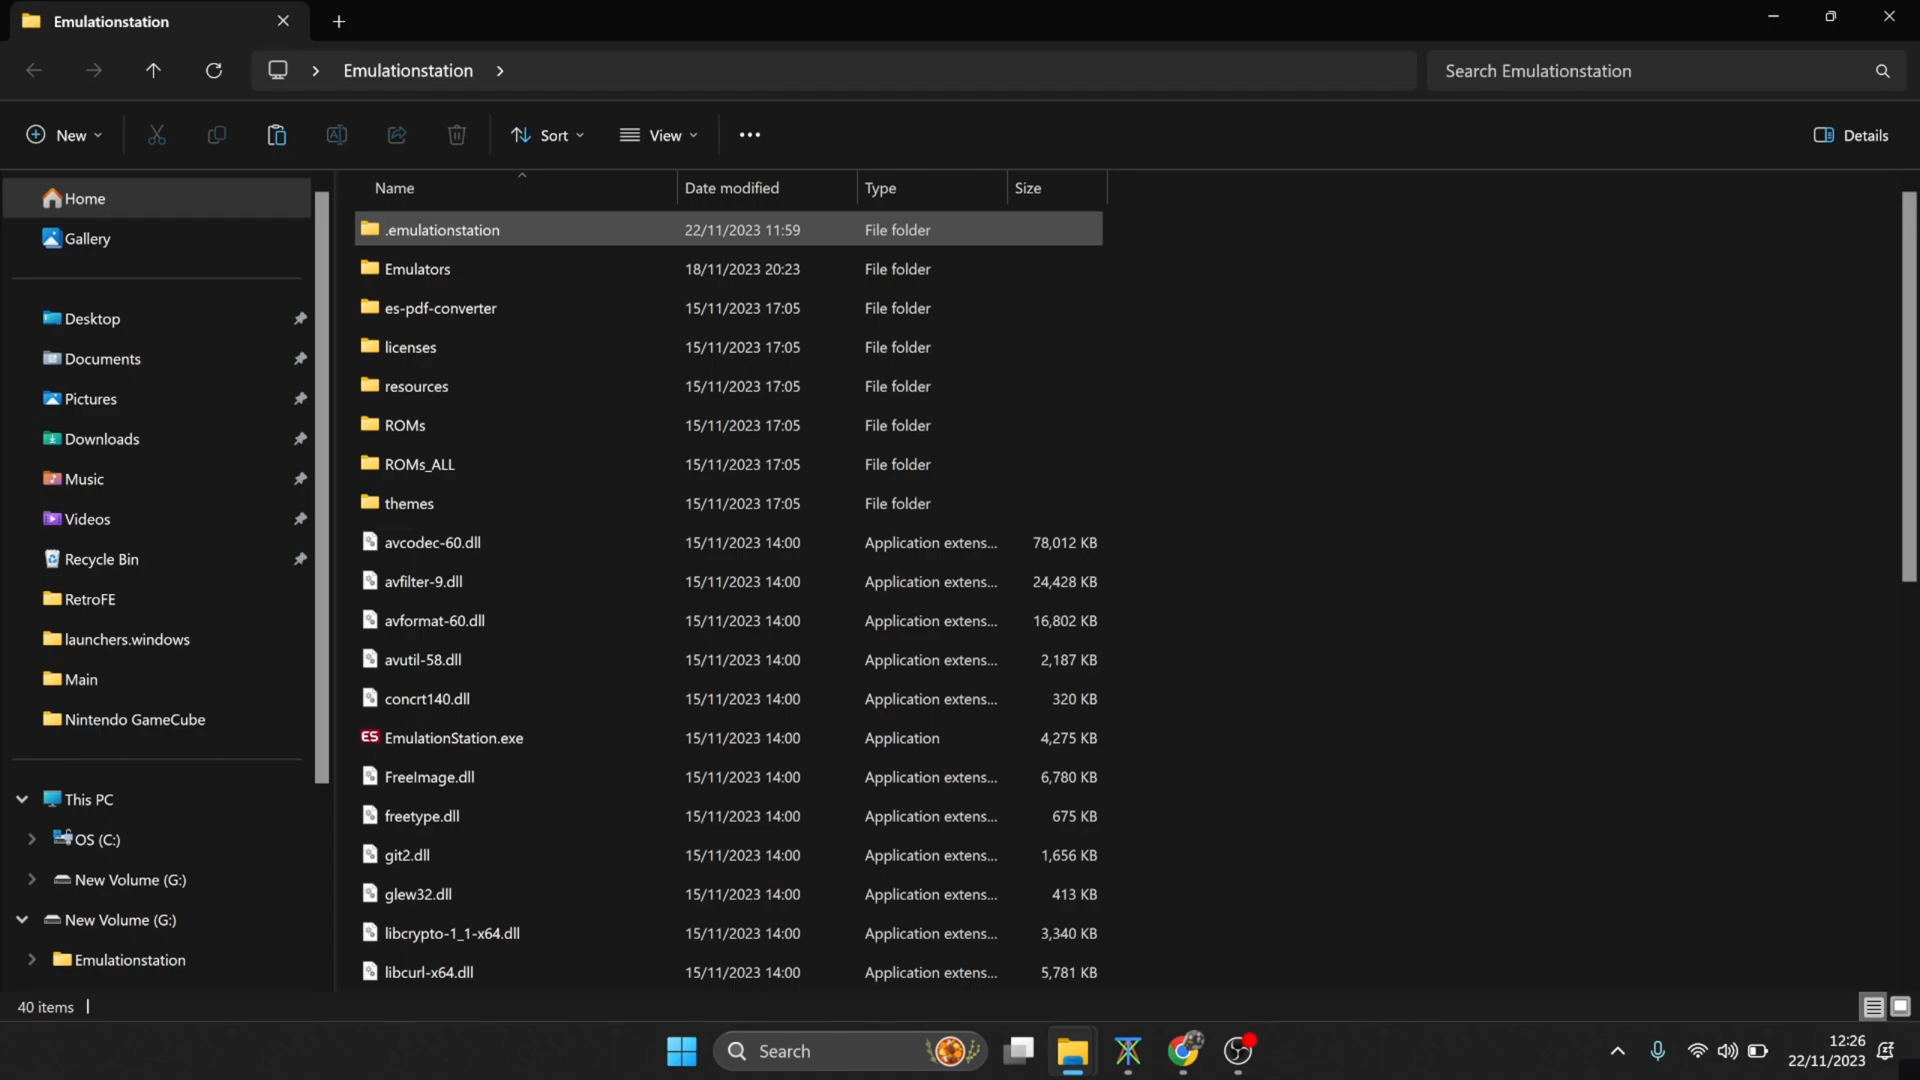 Emulationstation
Emulationstation
Search Emulationstation
New
Sort
View
Details
Home
Gallery
Desktop
Documents
Pictures
Downloads
Music
Videos
Recycle Bin
RetroFE
launchers.windows
Main
Nintendo GameCube
This PC
OS (C:)
New Volume (G:)
New Volume (G:)
Emulationstation
Name Date modified Type Size
.emulationstation 22/11/2023 11:59 File folder
Emulators 18/11/2023 20:23 File folder
es-pdf-converter 15/11/2023 17:05 File folder
licenses 15/11/2023 17:05 File folder
resources 15/11/2023 17:05 File folder
ROMs 15/11/2023 17:05 File folder
ROMs_ALL 15/11/2023 17:05 File folder
themes 15/11/2023 17:05 File folder
avcodec-60.dll 15/11/2023 14:00 Application extens... 78,012 KB
avfilter-9.dll 15/11/2023 14:00 Application extens... 24,428 KB
avformat-60.dll 15/11/2023 14:00 Application extens... 16,802 KB
avutil-58.dll 15/11/2023 14:00 Application extens... 2,187 KB
concrt140.dll 15/11/2023 14:00 Application extens... 320 KB
ES EmulationStation.exe 15/11/2023 14:00 Application 4,275 KB
FreeImage.dll 15/11/2023 14:00 Application extens... 6,780 KB
freetype.dll 15/11/2023 14:00 Application extens... 675 KB
git2.dll 15/11/2023 14:00 Application extens... 1,656 KB
glew32.dll 15/11/2023 14:00 Application extens... 413 KB
libcrypto-1_1-x64.dll 15/11/2023 14:00 Application extens... 3,340 KB
libcurl-x64.dll 15/11/2023 14:00 Application extens... 5,781 KB
40 items
Search
12:26
22/11/2023